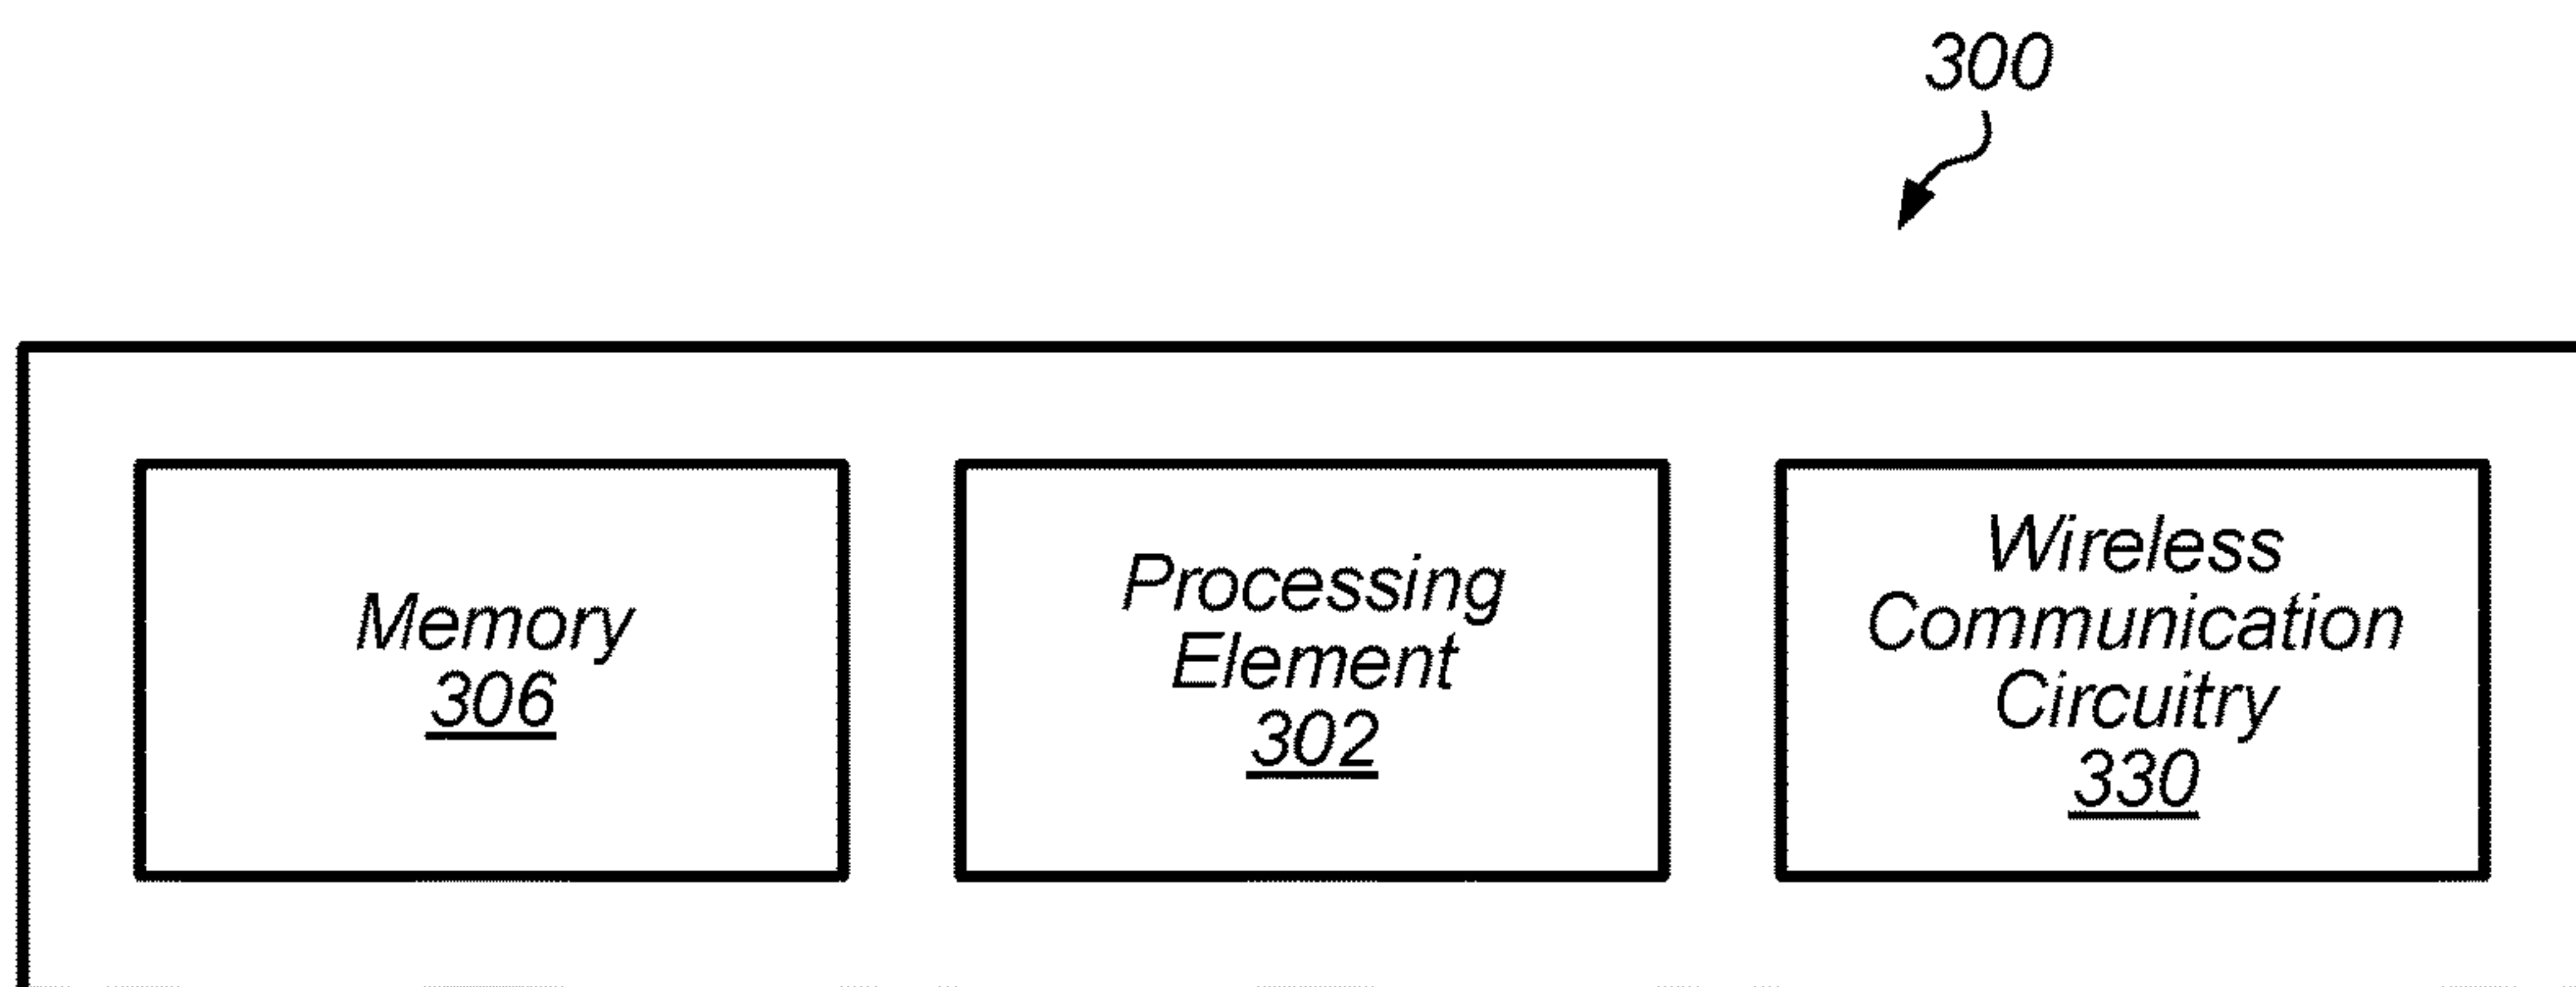 300
Memory
306
Processing
Element
302
Wireless
Communication
Circuitry
330